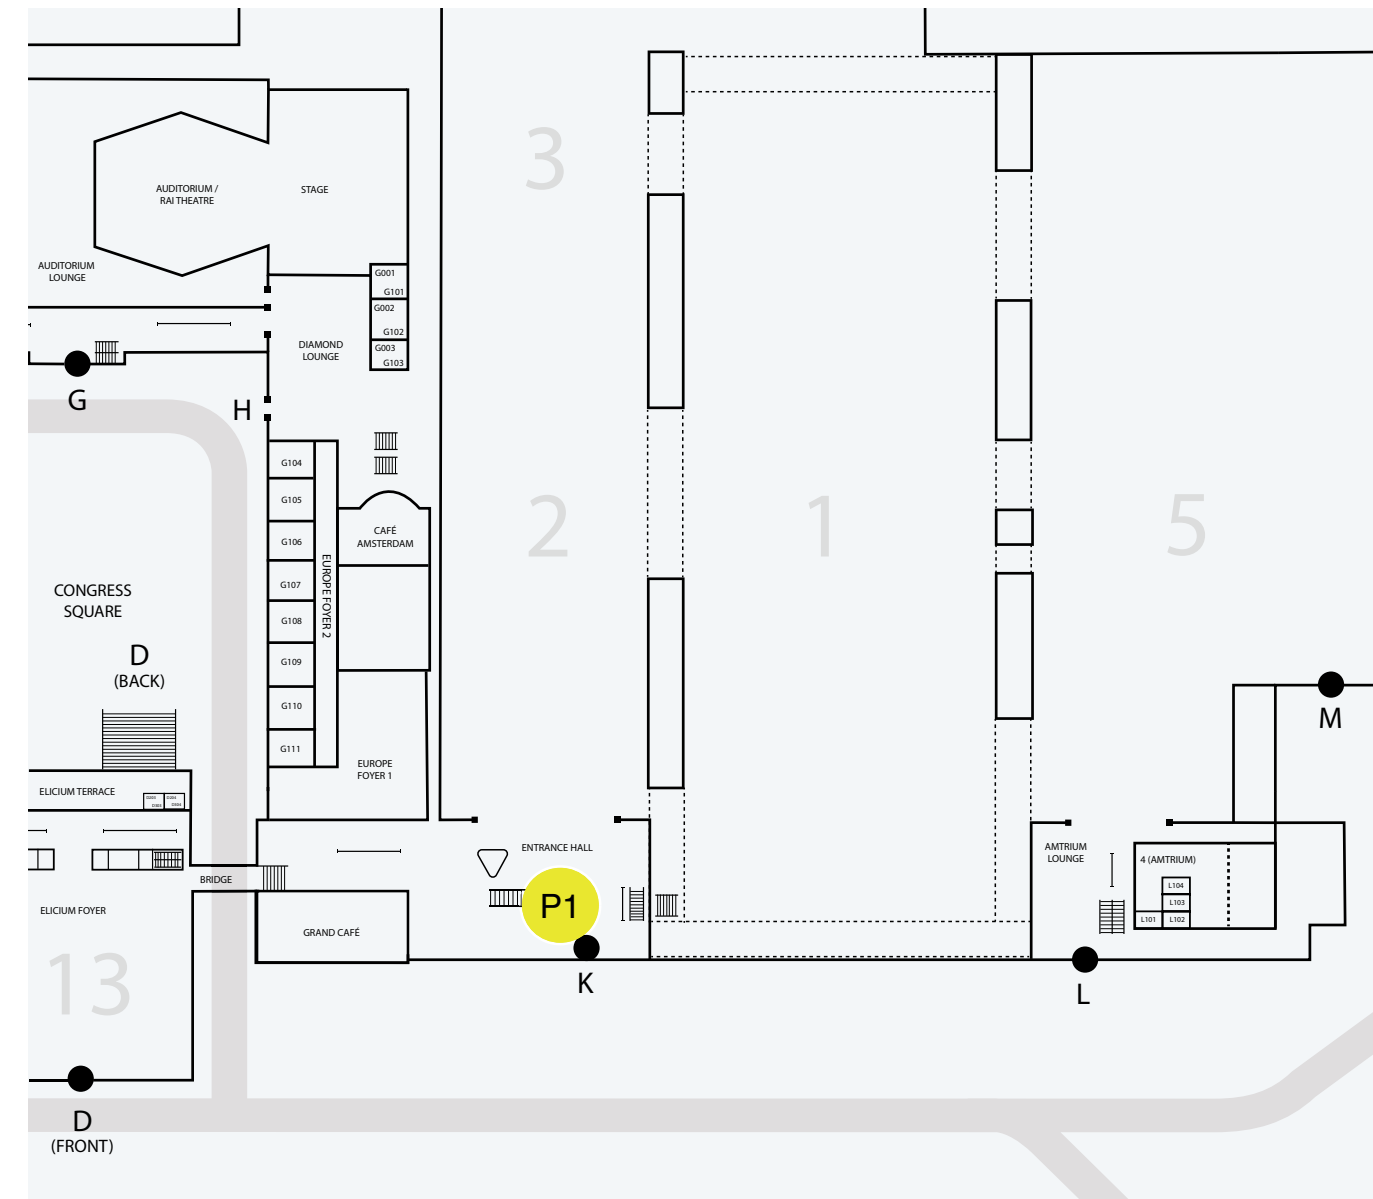 3
AUDITORIUM /
RAI THEATRE
STAGE
AUDITORIUM
LOUNGE
G001
G101
G002
G102
G003
G103
DIAMOND
LOUNGE
G
H
G104
G105
G106
G107
G108
G109
G110
G111
EUROPE FOYER 2
CAFÉ
AMSTERDAM
2
1
5
CONGRESS
SQUARE
D
(BACK)
M
EUROPE
FOYER 1
ELICIUM TERRACE
ENTRANCE HALL
AMTRIUM
LOUNGE
4 (AMTRIUM)
L104
L103
L101
L102
BRIDGE
P1
ELICIUM FOYER
GRAND CAFÉ
13
K
L
D
(FRONT)